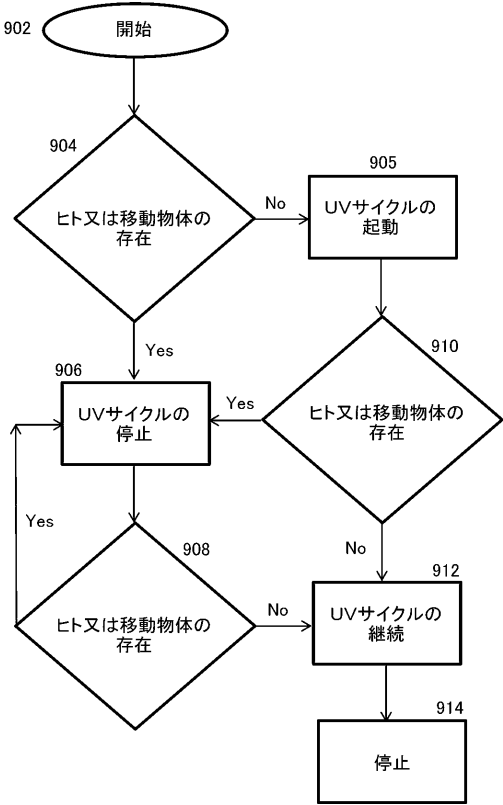 902
開始
904
ヒト又は移動物体の
存在
No
905
UVサイクルの
起動
Yes
906
UVサイクルの
停止
Yes
910
ヒト又は移動物体の
存在
Yes
908
ヒト又は移動物体の
存在
No
No
912
UVサイクルの
継続
914
停止